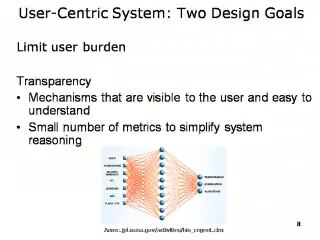 User-Centric System: Two Design Goals
Limit user burden
Transparency
• Mechanisms that are visible to the user and easy to
understand
• Small number of metrics to simplify system
reasoning
8